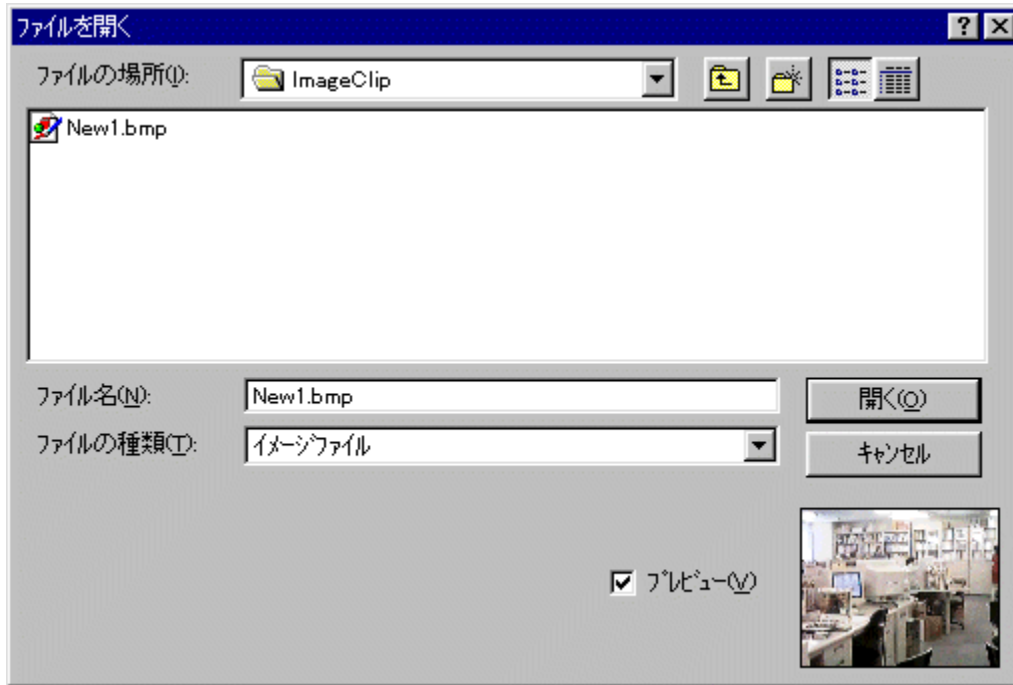 ﾌｧｲﾙを開く
ﾌｧｲﾙの場所(I):
ImageClip
New1.bmp
ﾌｧｲﾙ名(N):
New1.bmp
開く(O)
ﾌｧｲﾙの種類(T):
ｲﾒｰｼﾞﾌｧｲﾙ
ｷｬﾝｾﾙ
ﾌﾟﾚﾋﾞｭｰ(V)